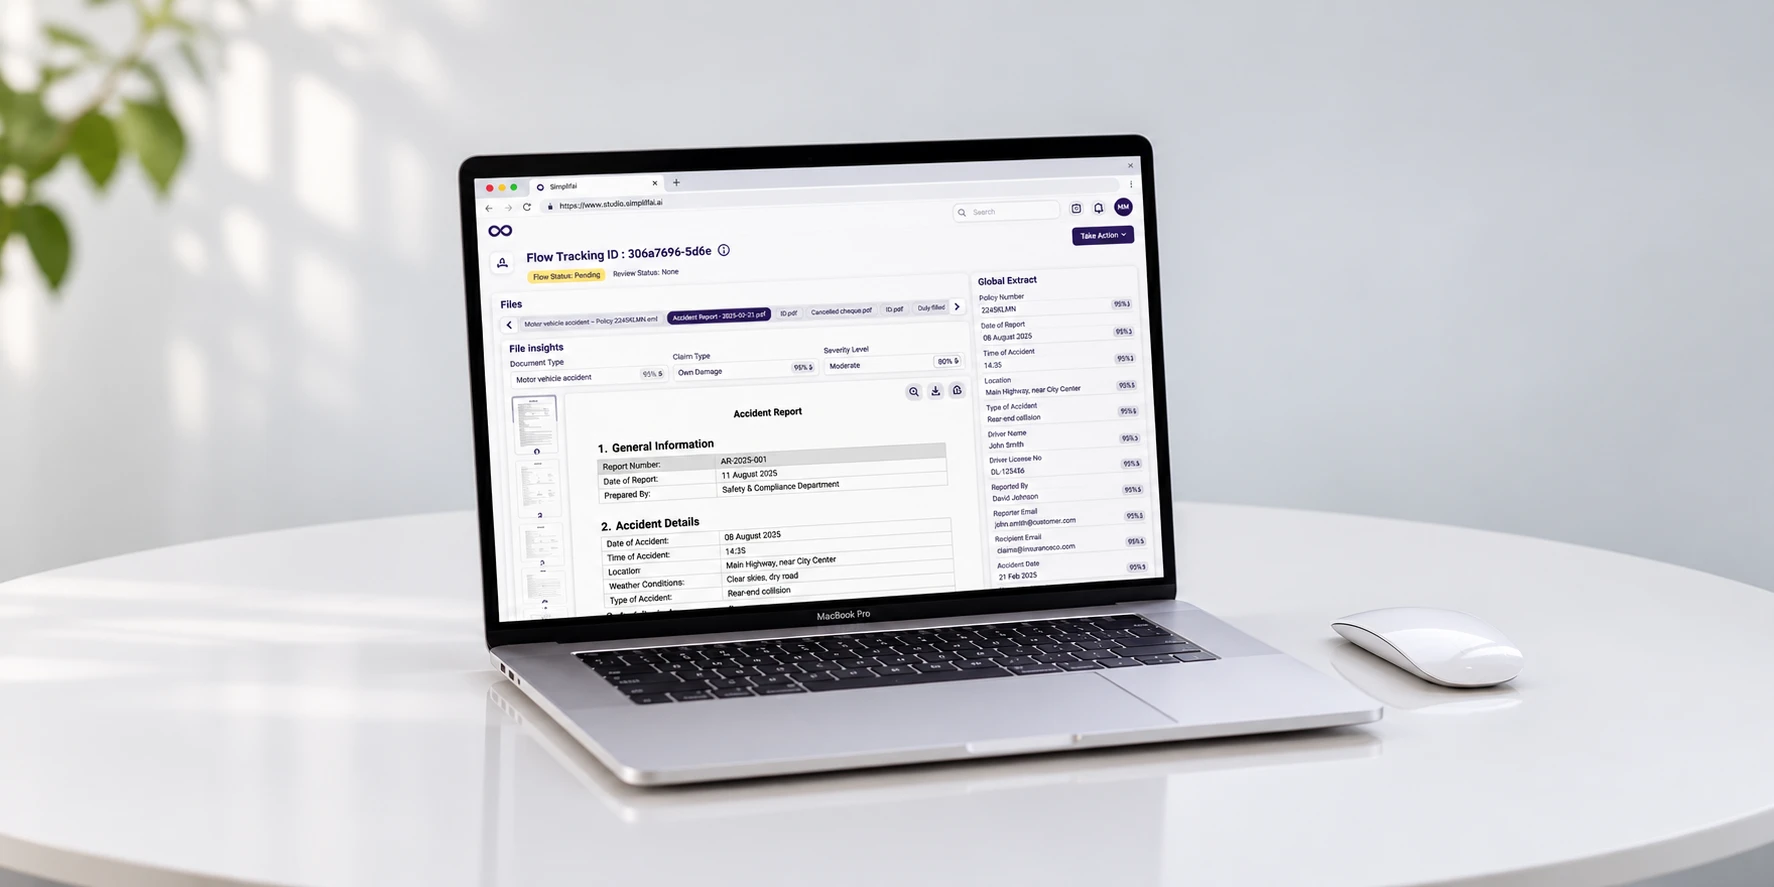 Simplifai
https://www.studio.simplifai.ai
Search
MM
Take Action
Flow Tracking ID : 306a7696-5d6e
Flow Status: Pending
Review Status: None
Files
Motor vehicle accident – Policy 2245KLMN.eml
Accident Report - 2025-02-21.pdf
ID.pdf
Cancelled cheque.pdf
ID.pdf
Duly filled
File insights
Document Type
Motor vehicle accident
95%
Claim Type
Own Damage
95%
Severity Level
Moderate
80%
Accident Report
1. General Information
Report Number: AR-2025-001
Date of Report: 11 August 2025
Prepared By: Safety & Compliance Department
2. Accident Details
Date of Accident: 08 August 2025
Time of Accident: 14:35
Location: Main Highway, near City Center
Weather Conditions: Clear skies, dry road
Type of Accident: Rear-end collision
Global Extract
Policy Number
2245KLMN
95%
Date of Report
08 August 2025
95%
Time of Accident
14:35
95%
Location
Main Highway, near City Center
95%
Type of Accident
Rear-end collision
95%
Driver Name
John Smith
95%
Driver License No
DL-123456
95%
Reported By
David Johnson
95%
Reporter Email
john.smith@customer.com
95%
Recipient Email
claims@insuranceco.com
95%
Accident Date
21 Feb 2025
95%
MacBook Pro